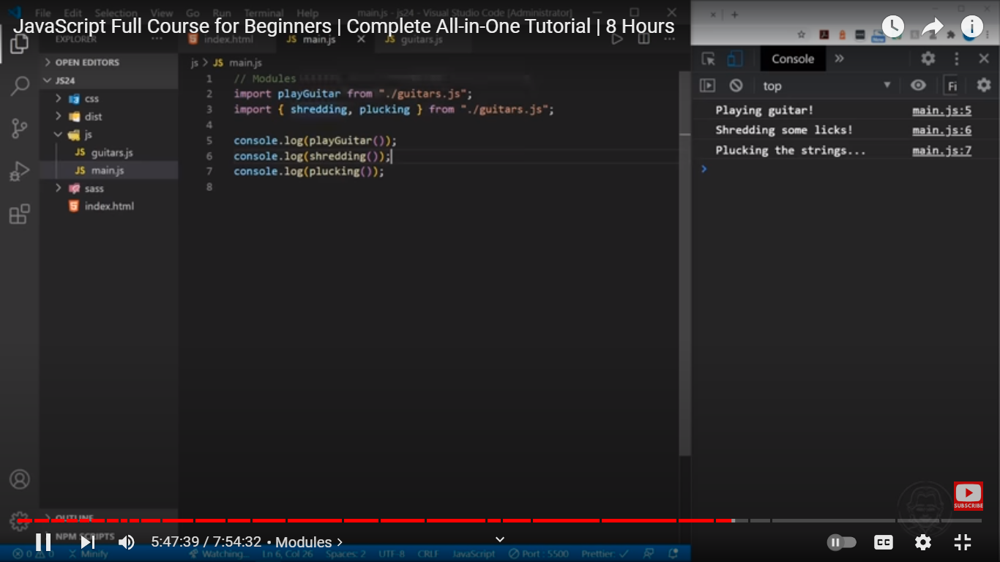 File Edit Selection View Go Run Terminal Help main.js - js24 - Visual Studio Code [Administrator]
JavaScript Full Course for Beginners | Complete All-in-One Tutorial | 8 Hours
EXPLORER
index.html
JS main.js
JS guitars.js
OPEN EDITORS
JS24
css
dist
js
JS guitars.js
JS main.js
sass
index.html
js > JS main.js
1 // Modules
2 import playGuitar from "./guitars.js";
3 import { shredding, plucking } from "./guitars.js";
4
5 console.log(playGuitar());
6 console.log(shredding());
7 console.log(plucking());
8
Console
top
Fi
Playing guitar! main.js:5
Shredding some licks! main.js:6
Plucking the strings... main.js:7
SUBSCRIBE
OUTLINE
NPM SCRIPTS
5:47:39 / 7:54:32 • Modules >
CC
0 0 Minify
Watching... Ln 6, Col 26 Spaces: 2 UTF-8 CRLF JavaScript Port : 5500 Prettier: ✓